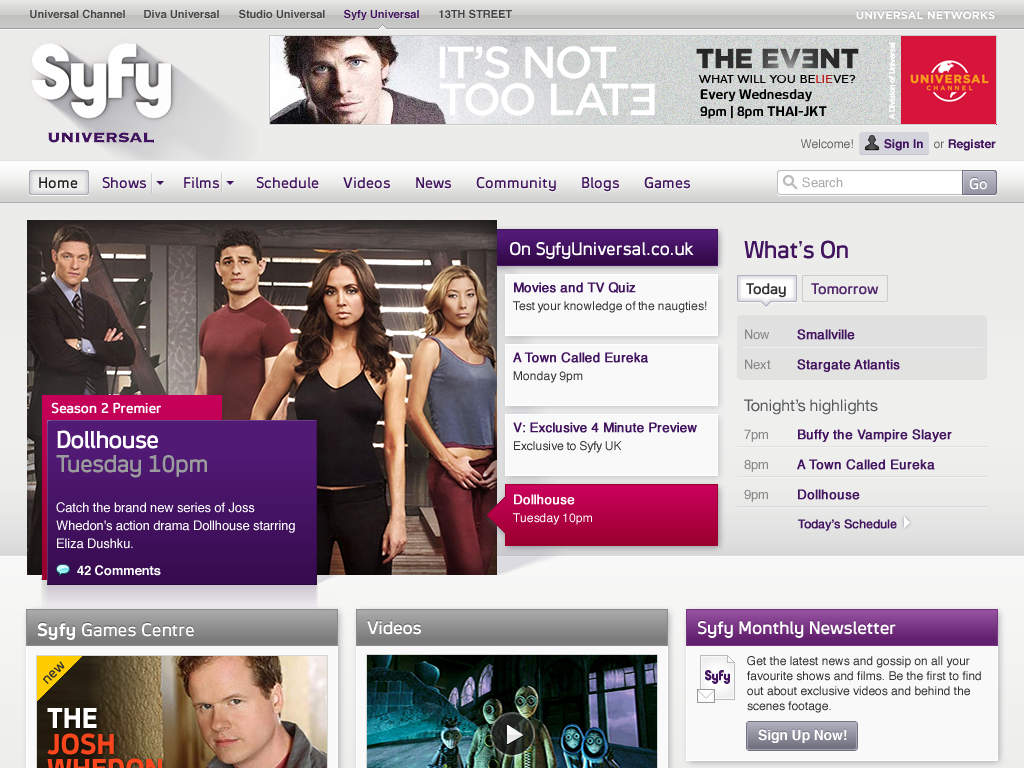 Universal Channel Diva Universal Studio Universal Syfy Universal 13TH STREET UNIVERSAL NETWORKS
Syfy
UNIVERSAL
IT'S NOT
TOO LATE
THE EVENT
WHAT WILL YOU BELIEVE?
Every Wednesday
9pm | 8pm THAI-JKT
A Division of Universal
UNIVERSAL
CHANNEL
Welcome! Sign In or Register
Home Shows Films Schedule Videos News Community Blogs Games Search Go
Season 2 Premier
Dollhouse
Tuesday 10pm
Catch the brand new series of Joss
Whedon's action drama Dollhouse starring
Eliza Dushku.
42 Comments
On SyfyUniversal.co.uk
Movies and TV Quiz
Test your knowledge of the naugties!
A Town Called Eureka
Monday 9pm
V: Exclusive 4 Minute Preview
Exclusive to Syfy UK
Dollhouse
Tuesday 10pm
What's On
Today Tomorrow
Now Smallville
Next Stargate Atlantis
Tonight's highlights
7pm Buffy the Vampire Slayer
8pm A Town Called Eureka
9pm Dollhouse
Today's Schedule
Syfy Games Centre
new
THE
JOSH
WHEDON
Videos
Syfy Monthly Newsletter
Syfy
Get the latest news and gossip on all your
favourite shows and films. Be the first to find
out about exclusive videos and behind the
scenes footage.
Sign Up Now!